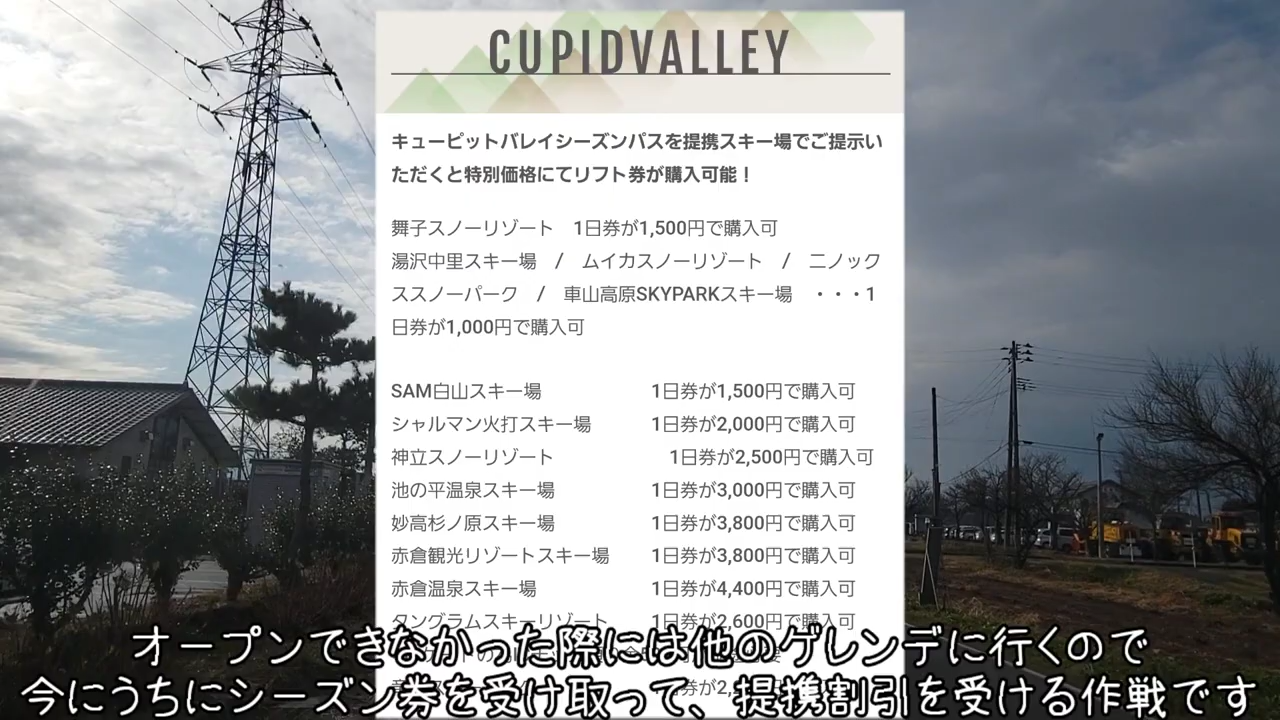 CUPIDVALLEY
キューピットバレイシーズンパスを提携スキー場でご提示い
ただくと特別価格にてリフト券が購入可能！
舞子スノーリゾート　1日券が1,500円で購入可
湯沢中里スキー場　/　ムイカスノーリゾート　/　二ノック
ススノーパーク　/　車山高原SKYPARKスキー場　・・・1
日券が1,000円で購入可
SAM白山スキー場　1日券が1,500円で購入可
シャルマン火打スキー場　1日券が2,000円で購入可
神立スノーリゾート　1日券が2,500円で購入可
池の平温泉スキー場　1日券が3,000円で購入可
妙高杉ノ原スキー場　1日券が3,800円で購入可
赤倉観光リゾートスキー場　1日券が3,800円で購入可
赤倉温泉スキー場　1日券が4,400円で購入可
タングラムスキーリゾート　1日券が2,600円で購入可
オープンできなかった際には他のゲレンデに行くので
今にうちにシーズン券を受け取って、提携割引を受ける作戦です